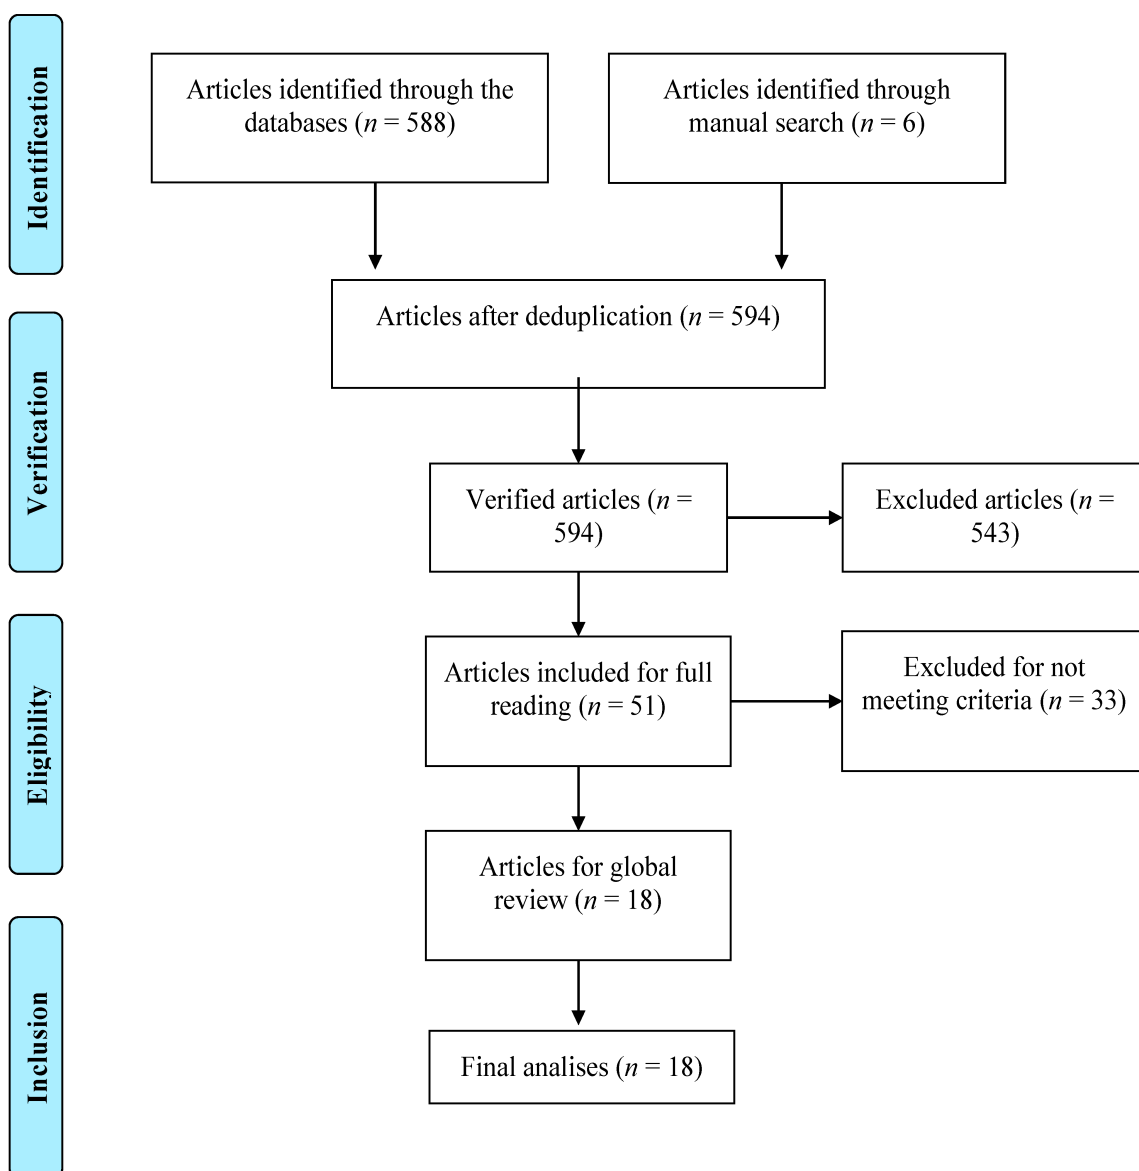 Identification
Articles identified through the
databases (n = 588)
Articles identified through
manual search (n = 6)
Articles after deduplication (n = 594)
Verification
Verified articles (n =
594)
Excluded articles (n =
543)
Eligibility
Articles included for full
reading (n = 51)
Excluded for not
meeting criteria (n = 33)
Articles for global
review (n = 18)
Inclusion
Final analises (n = 18)